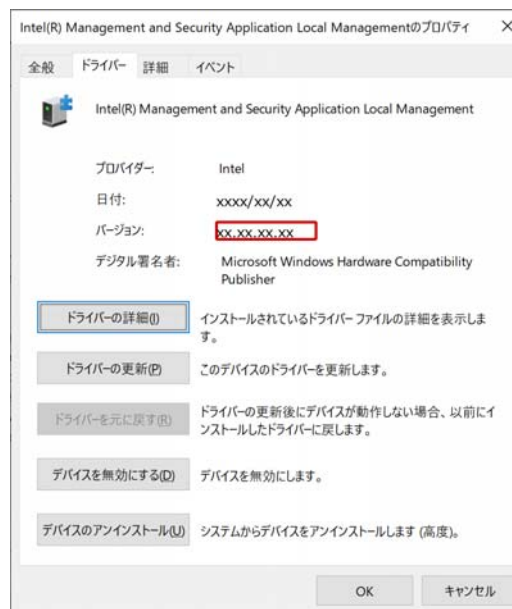 Intel(R) Management and Security Application Local Managementのプロパティ
全般 ドライバー 詳細 イベント
Intel(R) Management and Security Application Local Management
プロバイダー: Intel
日付: xxxx/xx/xx
バージョン: xx.xx.xx.xx
デジタル署名者: Microsoft Windows Hardware Compatibility
Publisher
ドライバーの詳細(I) インストールされているドライバー ファイルの詳細を表示しま
す。
ドライバーの更新(P) このデバイスのドライバーを更新します。
ドライバーを元に戻す(R) ドライバーの更新後にデバイスが動作しない場合、以前にイ
ンストールしたドライバーに戻します。
デバイスを無効にする(D) デバイスを無効にします。
デバイスのアンインストール(U) システムからデバイスをアンインストールします (高度)。
OK キャンセル